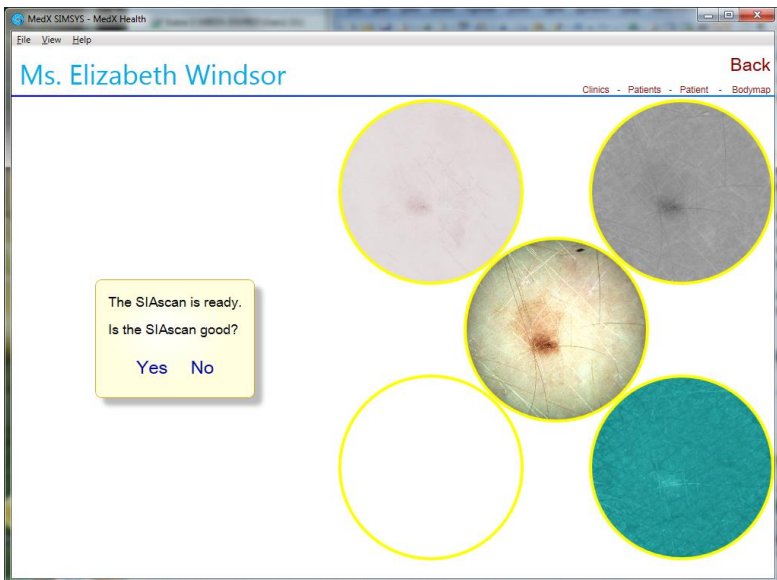 MedX SIMSYS - MedX Health
File View Help
Ms. Elizabeth Windsor
Back
Clinics - Patients - Patient - Bodymap
The SIAscan is ready.
Is the SIAscan good?
Yes No